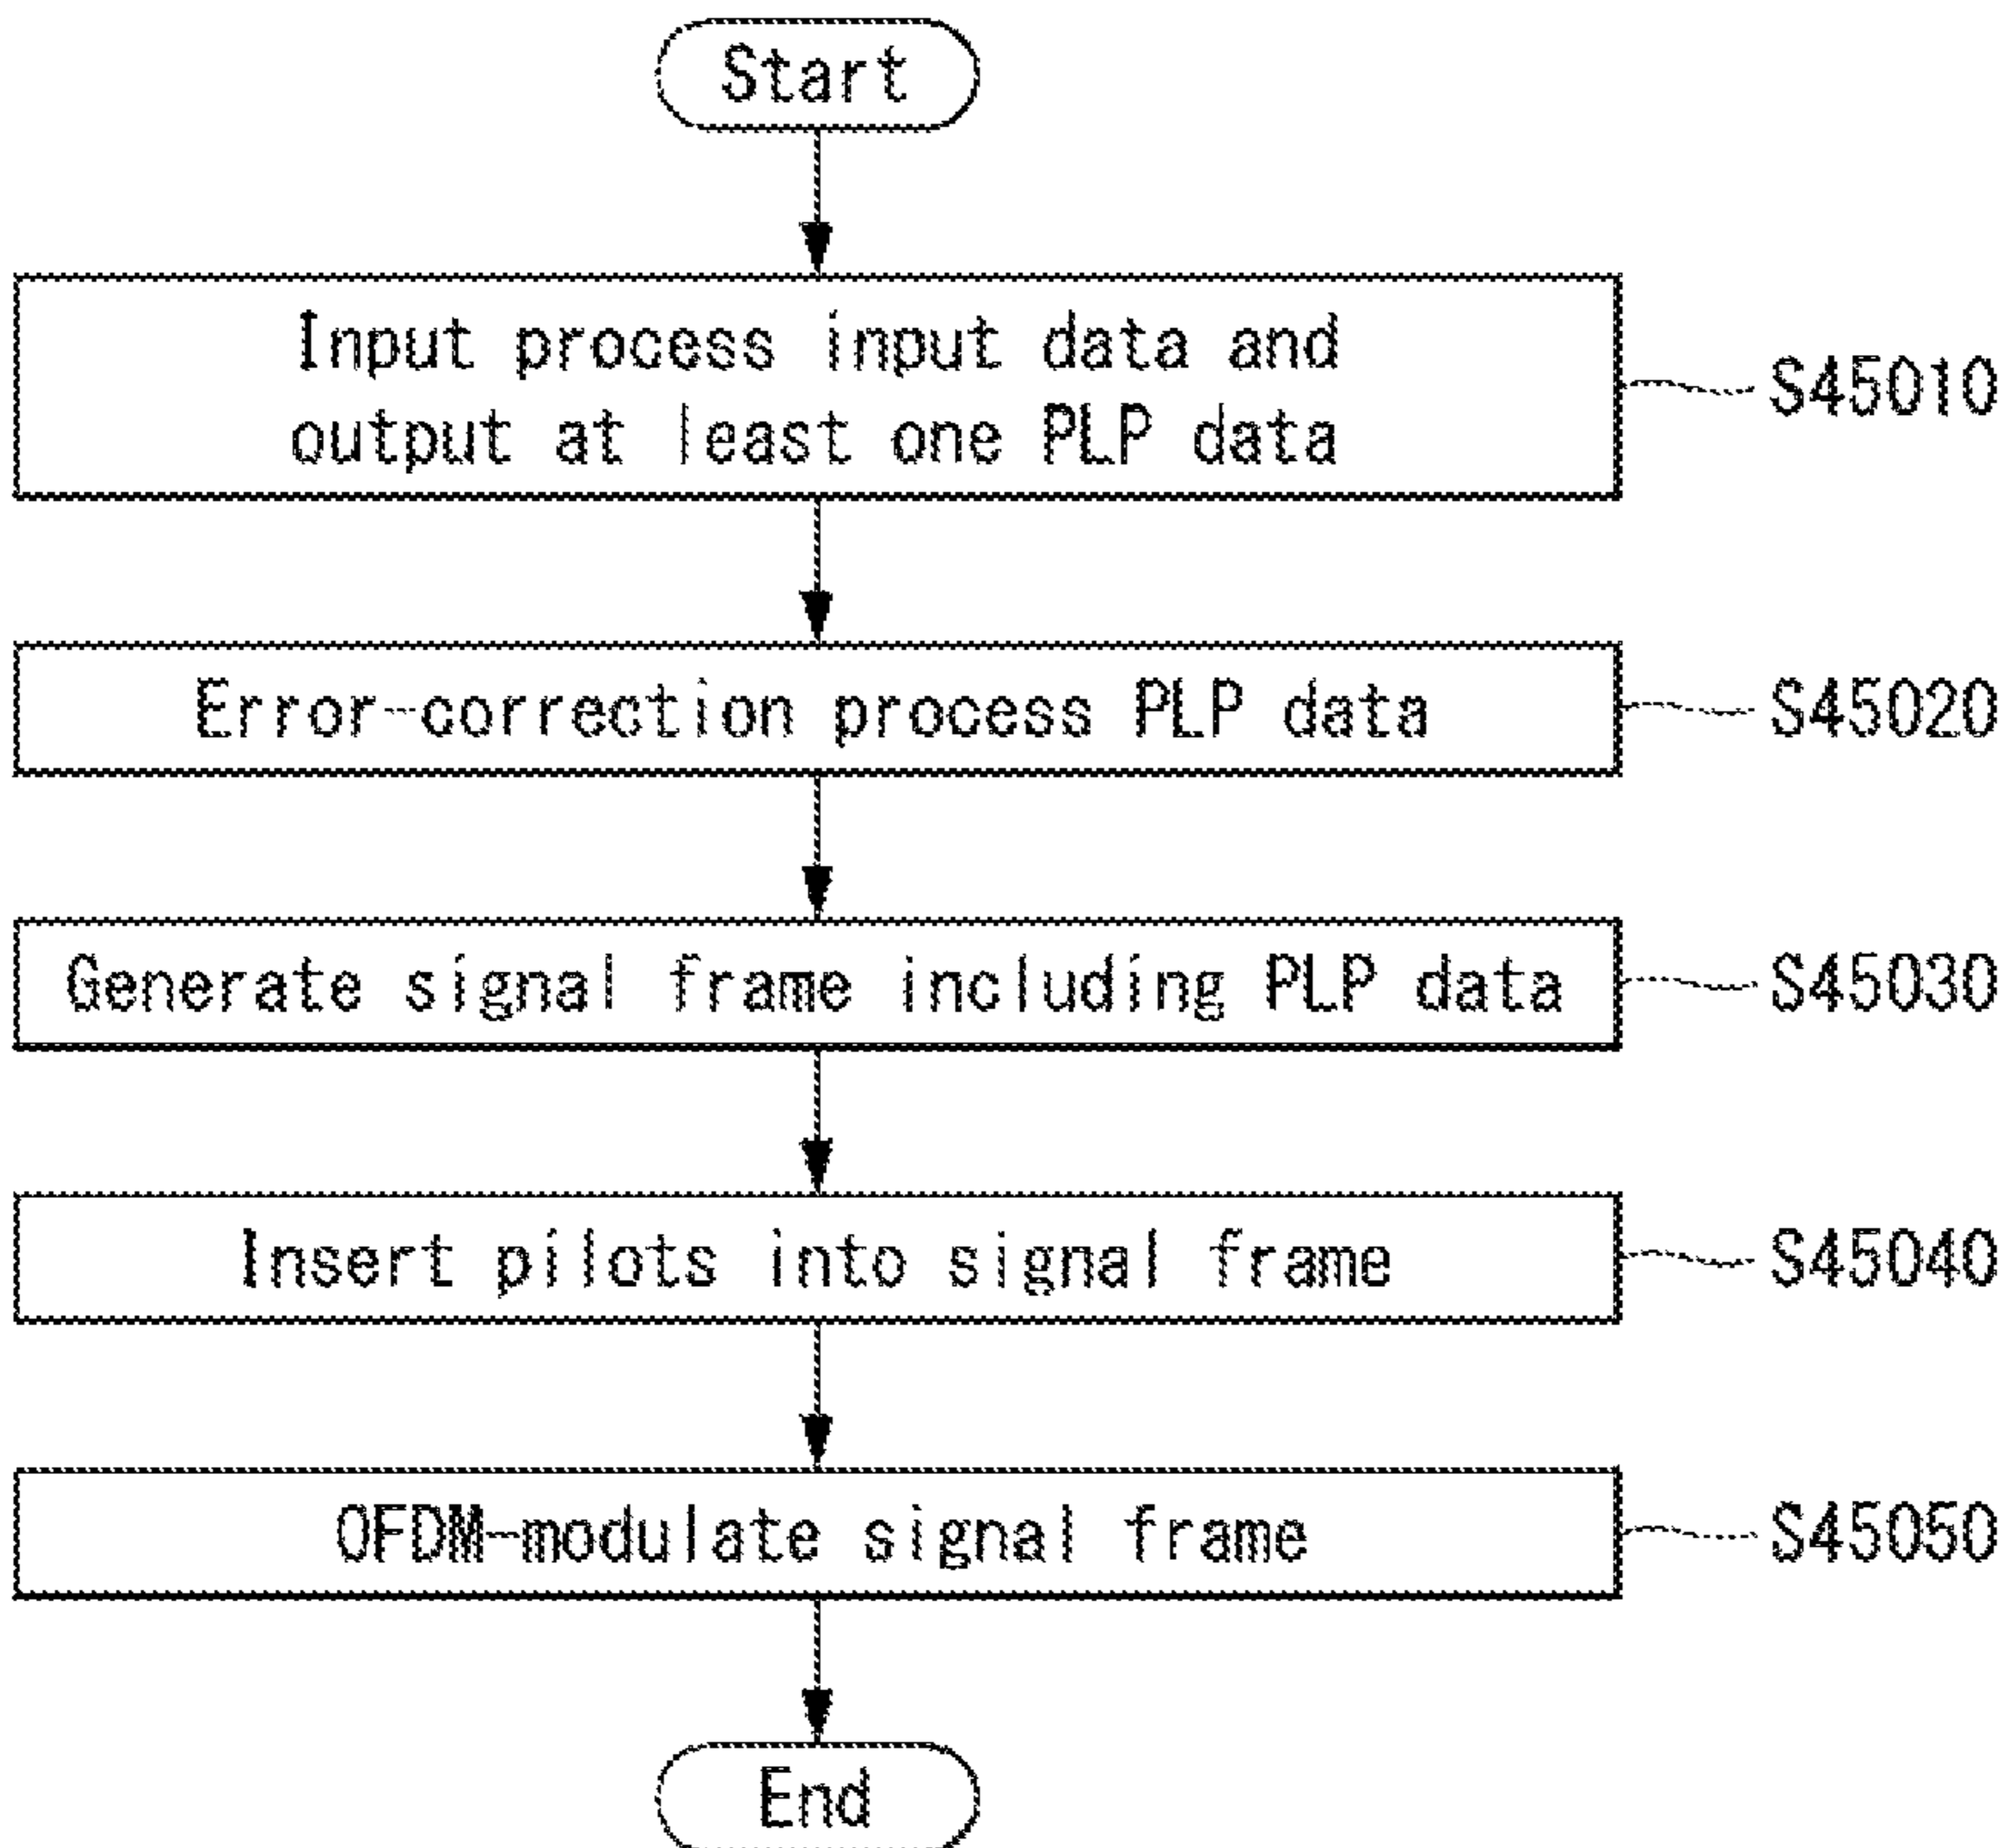 Start
Input process input data and
output at least one PLP data
S45010
Error-correction process PLP data
S45020
Generate signal frame including PLP data
S45030
Insert pilots into signal frame
S45040
OFDM-modulate signal frame
S45050
End